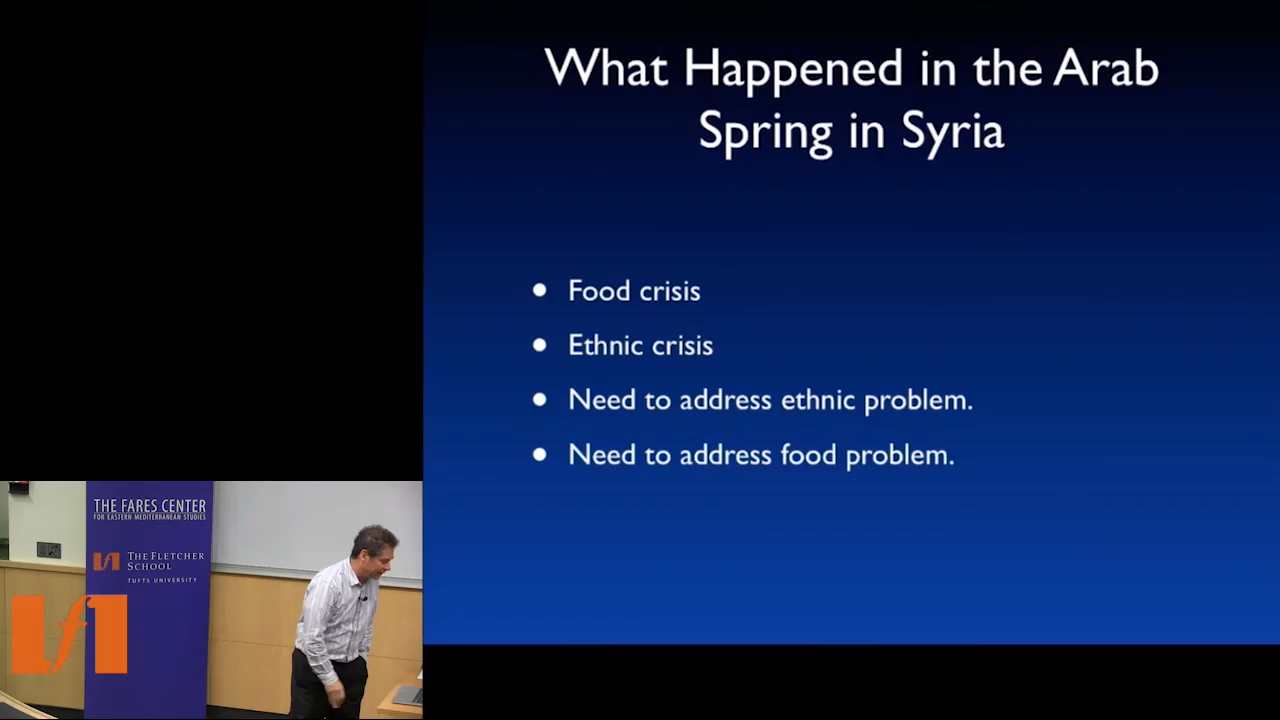 What Happened in the Arab
Spring in Syria
• Food crisis
• Ethnic crisis
• Need to address ethnic problem.
• Need to address food problem.
THE FARES CENTER
FOR EASTERN MEDITERRANEAN STUDIES
THE FLETCHER
SCHOOL
TUFTS UNIVERSITY